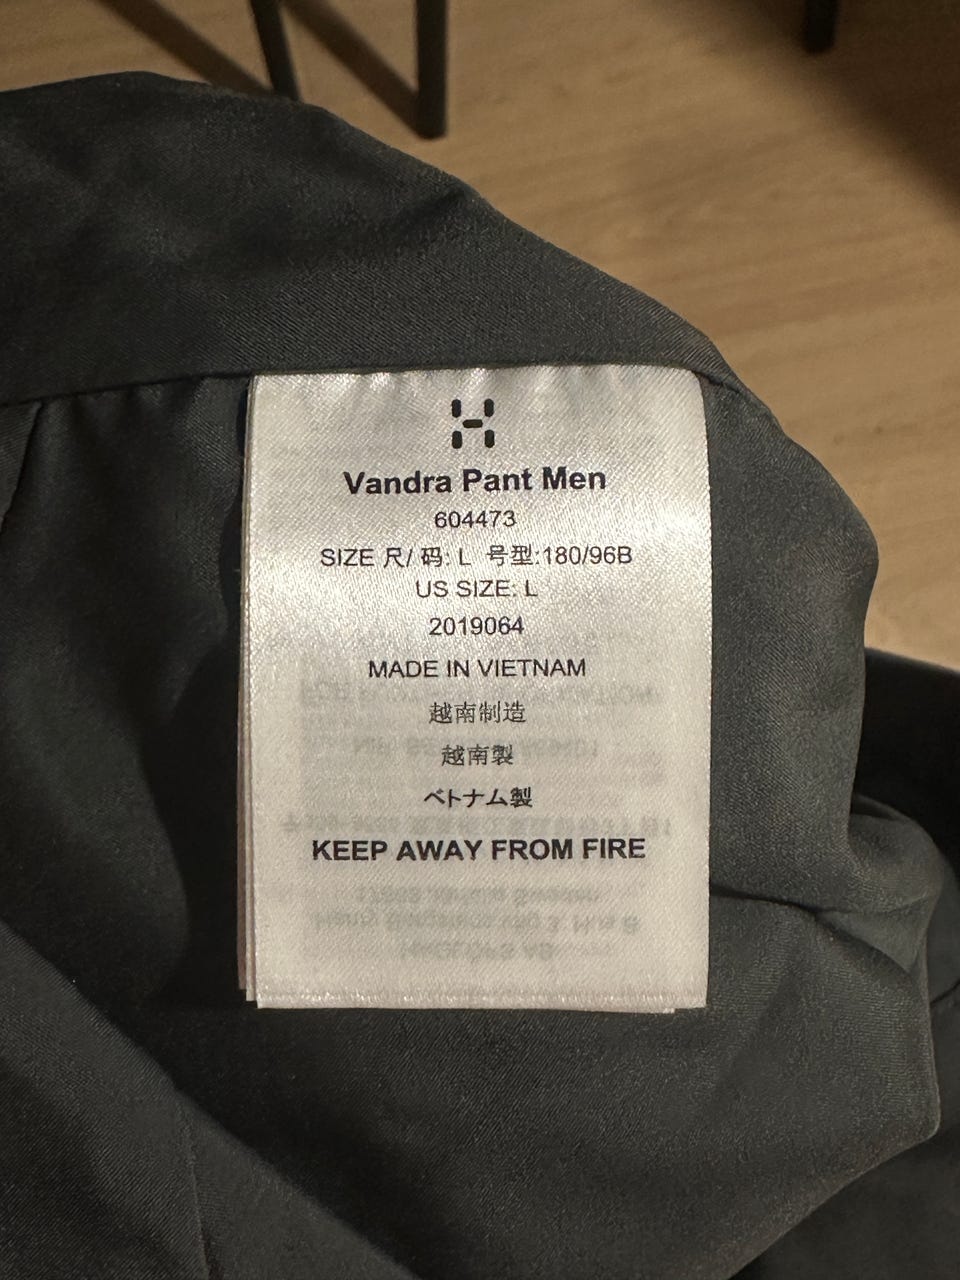 Vandra Pant Men
604473
SIZE 尺/ 码: L 号型:180/96B
US SIZE: L
2019064
MADE IN VIETNAM
越南制造
越南製
ベトナム製
KEEP AWAY FROM FIRE